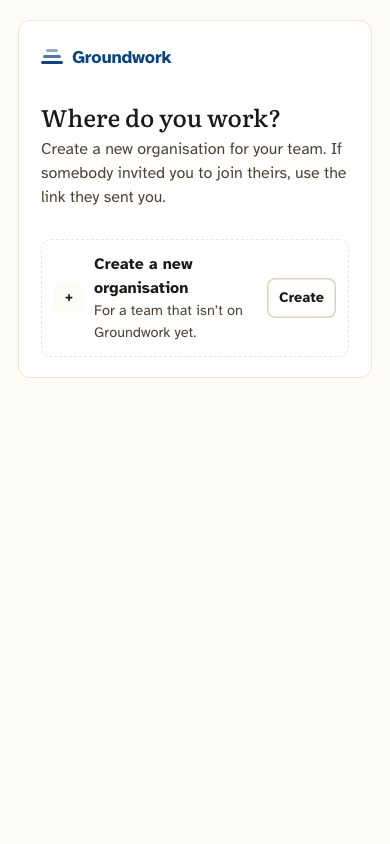 Groundwork
Where do you work?
Create a new organisation for your team. If
somebody invited you to join theirs, use the
link they sent you.
+
Create a new
organisation
For a team that isn't on
Groundwork yet.
Create